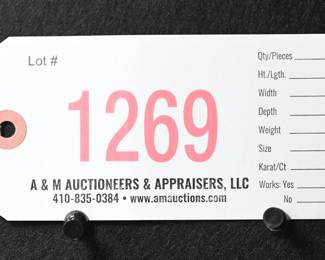 Lot #
1269
A & M AUCTIONEERS & APPRAISERS, LLC
410-835-0384 • www.amauctions.com
Qty/Pieces
Ht./Lgth.
Width
Depth
Weight
Size
Karat/Ct
Works: Yes
No